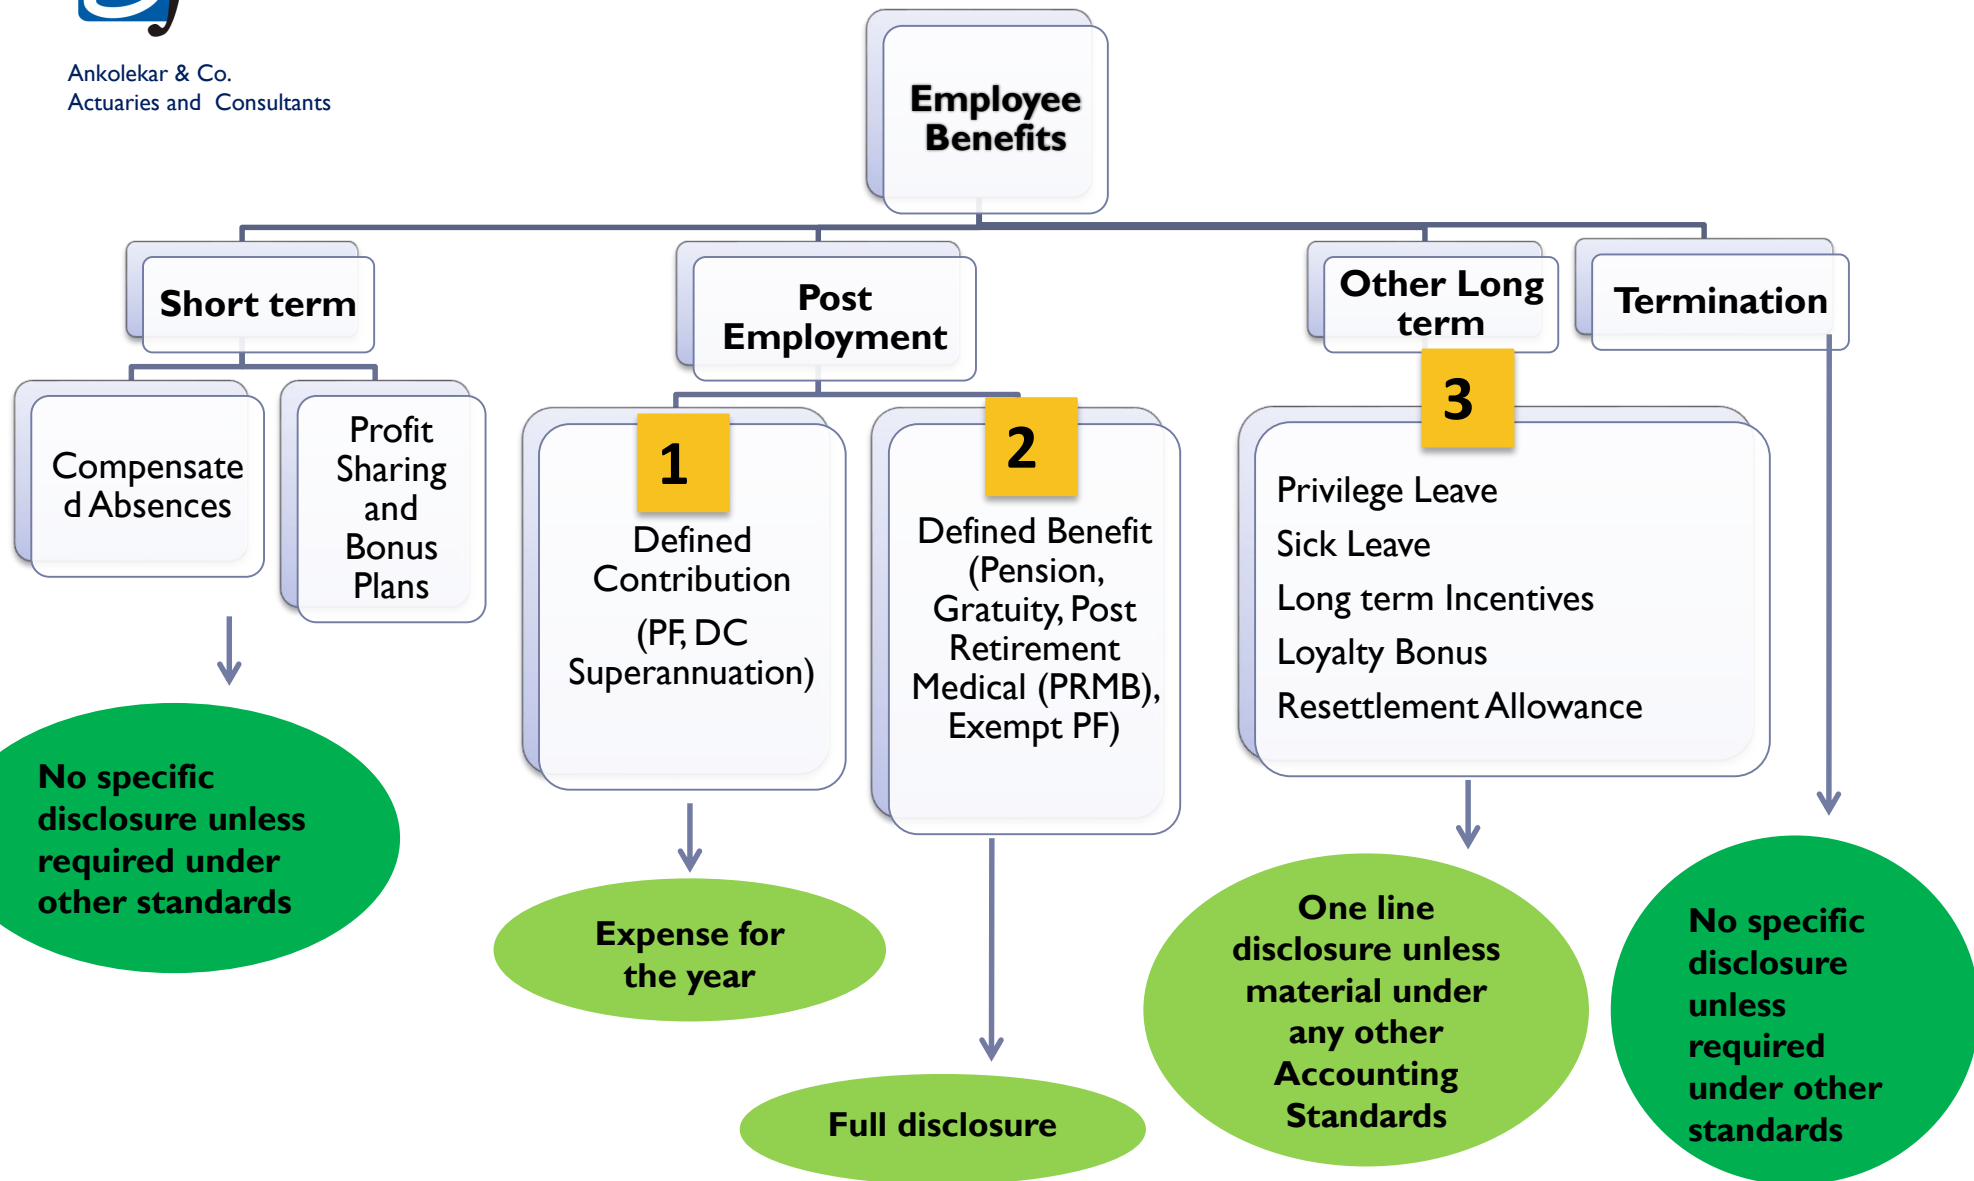 Ankolekar & Co.
Actuaries and Consultants
Employee
Benefits
Short term
Post
Employment
Other Long
term
Termination
Compensate
d Absences
Profit
Sharing
and
Bonus
Plans
1
Defined
Contribution
(PF, DC
Superannuation)
2
Defined Benefit
(Pension,
Gratuity, Post
Retirement
Medical (PRMB),
Exempt PF)
3
Privilege Leave
Sick Leave
Long term Incentives
Loyalty Bonus
Resettlement Allowance
No specific
disclosure unless
required under
other standards
Expense for
the year
Full disclosure
One line
disclosure unless
material under
any other
Accounting
Standards
No specific
disclosure
unless
required
under other
standards